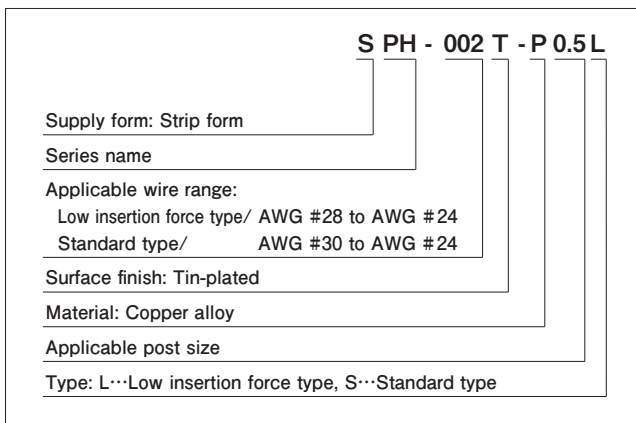 S PH - 002 T - P 0.5 L
Supply form: Strip form
Series name
Applicable wire range:
Low insertion force type/ AWG #28 to AWG #24
Standard type/ AWG #30 to AWG #24
Surface finish: Tin-plated
Material: Copper alloy
Applicable post size
Type: L···Low insertion force type, S···Standard type